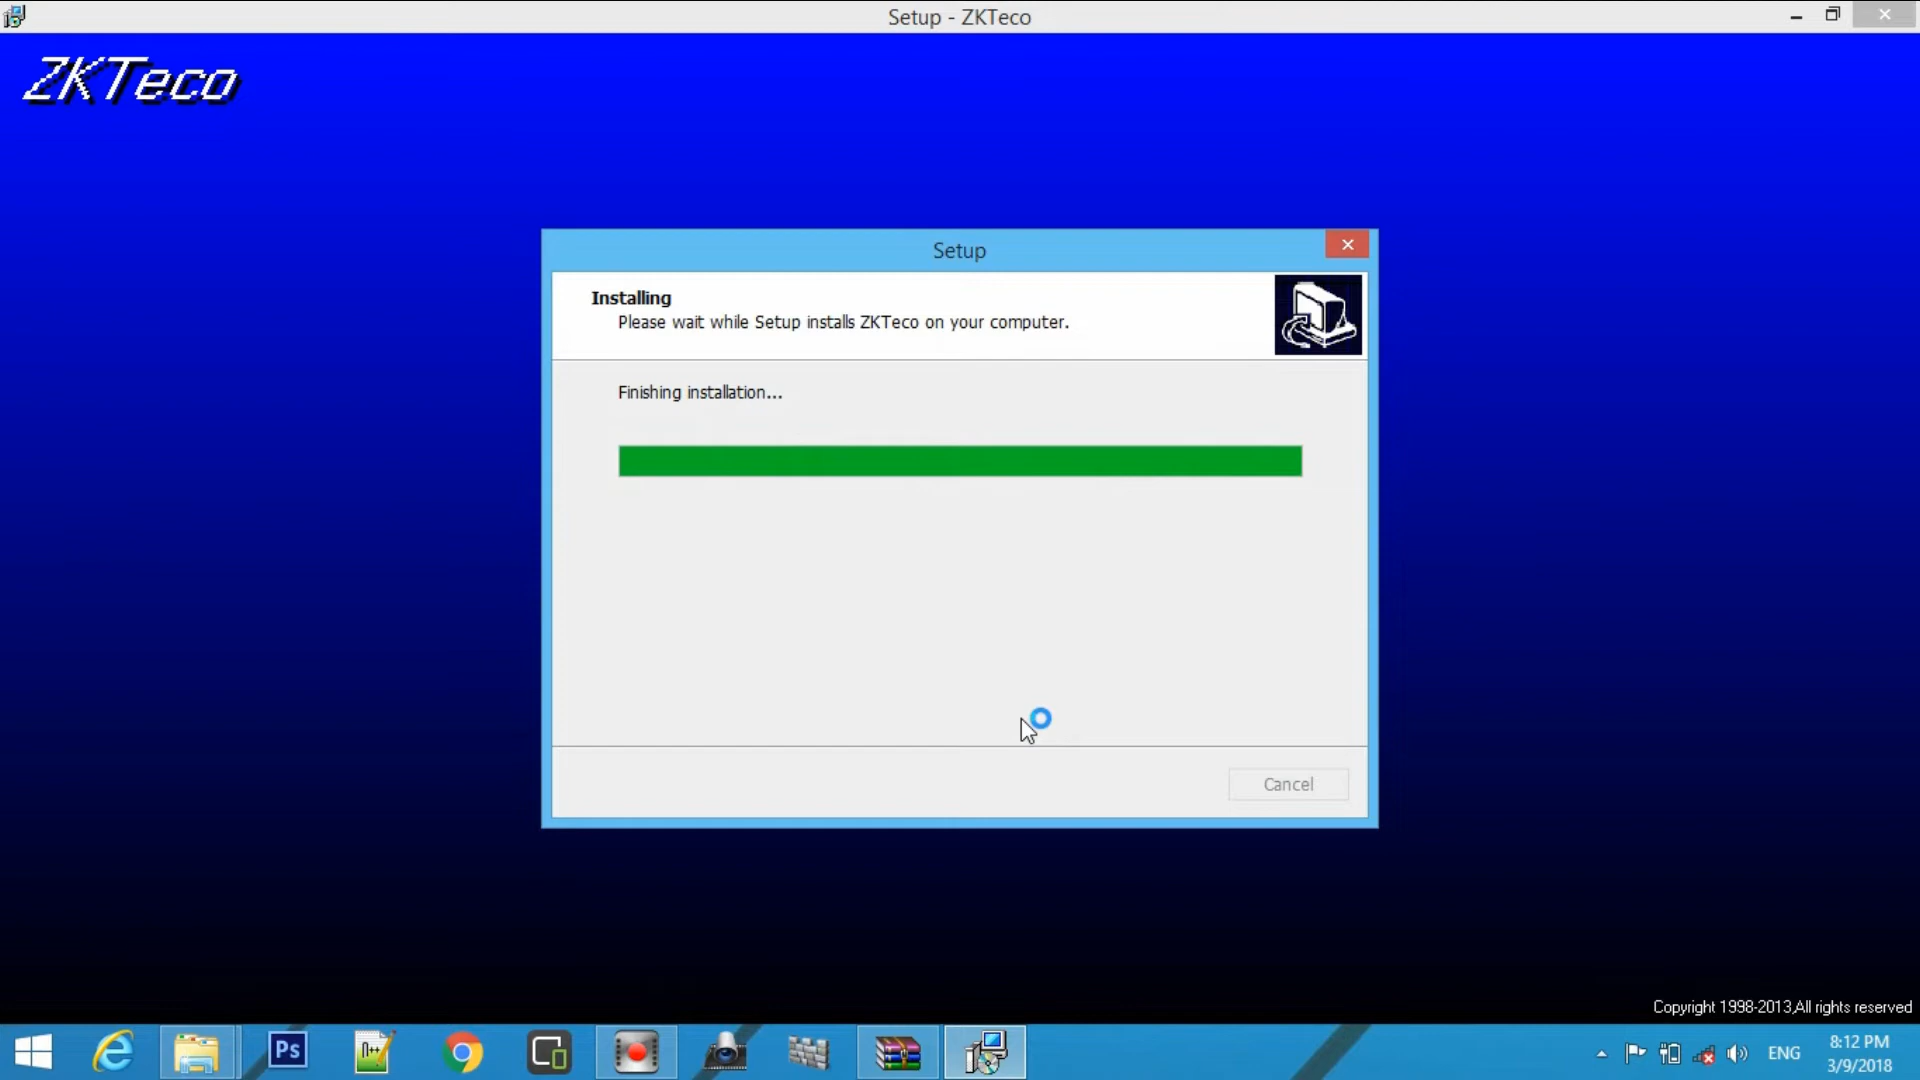 Setup - ZKTeco
ZKTeco
Setup
Installing
Please wait while Setup installs ZKTeco on your computer.
Finishing installation...
Cancel
Copyright 1998-2013,All rights reserved
Ps
n++
ENG
8:12 PM
3/9/2018